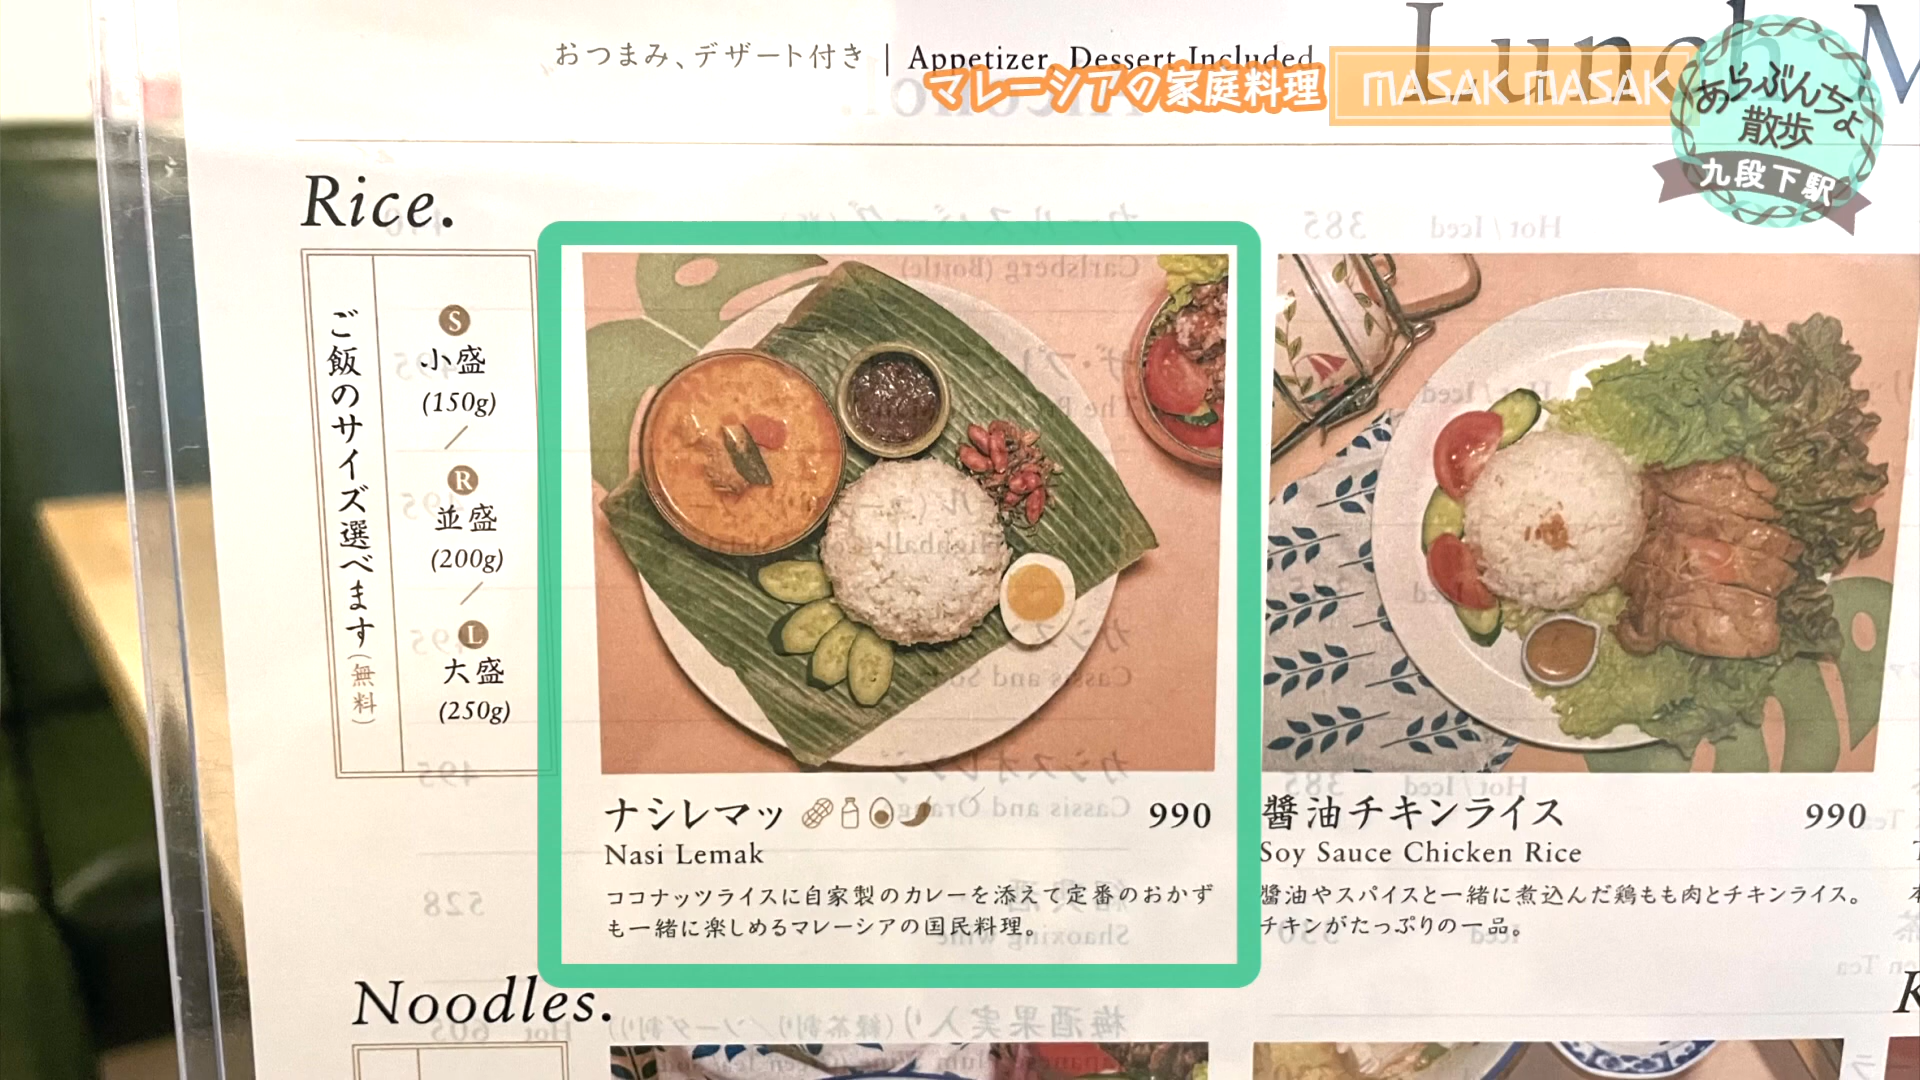 Lunch M
おつまみ、デザート付き | Appetizer, Dessert Included
マレーシアの家庭料理
MASAK MASAK
あらぶんちょ
散歩
九段下駅
Rice.
ご飯のサイズ選べます(無料)
S
小盛
(150g)
/
R
並盛
(200g)
/
L
大盛
(250g)
ナシレマッ 990
Nasi Lemak
ココナッツライスに自家製のカレーを添えて定番のおかず
も一緒に楽しめるマレーシアの国民料理。
醤油チキンライス 990
Soy Sauce Chicken Rice
醤油やスパイスと一緒に煮込んだ鶏もも肉とチキンライス。
チキンがたっぷりの一品。
Noodles.